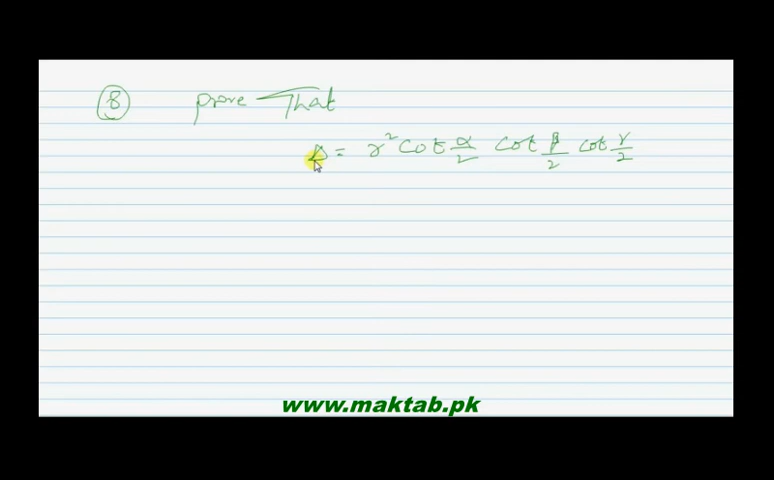 8 prove That
Δ = r² cot α/2 cot β/2 cot γ/2
www.maktab.pk